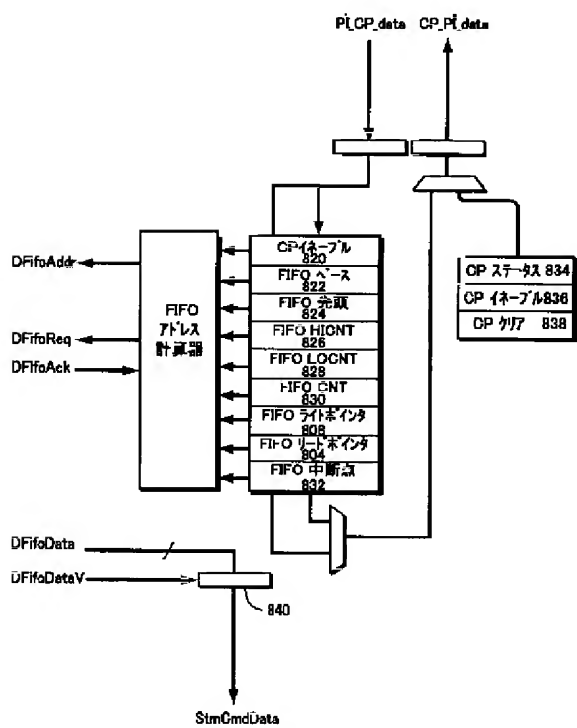 PI_CP_data
CP_PI_data
CPイネーブル
820
FIFO ベース
822
FIFO 先頭
824
FIFO HICNT
826
FIFO LOCNT
828
FIFO CNT
830
FIFO ライトポインタ
808
FIFO リードポインタ
804
FIFO 中断点
832
FIFO
アドレス
計算器
DFifoAddr
DFifoReq
DFifoAck
CP ステータス 834
CP イネーブル836
CP クリア 838
DFifoData
DFifoDataV
840
StmCmdData